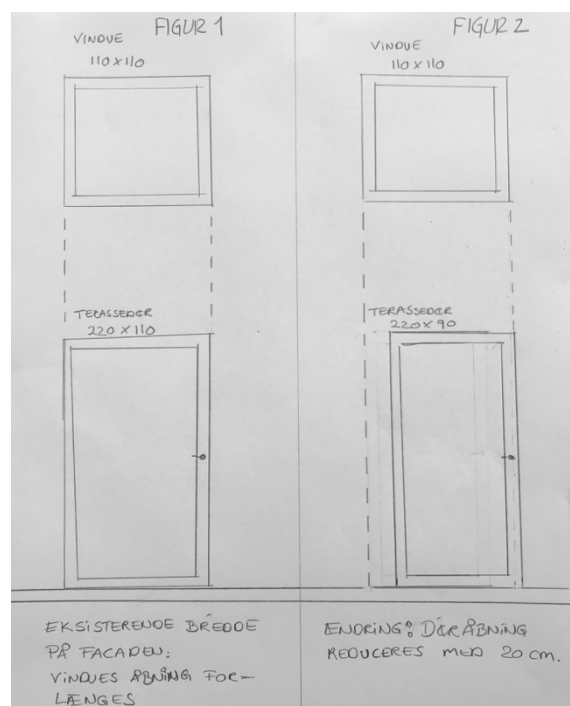 FIGUR 1
VINDUE
110 x 110
TERASSEDØR
220 x 110
EKSISTERENDE BREDDE
PÅ FACADEN:
VINDUES ÅBNING FOR-
LÆNGES
FIGUR 2
VINDUE
110 x 110
TERASSEDØR
220 x 90
ENDRING: DØRÅBNING
REDUCERES MED 20 cm.